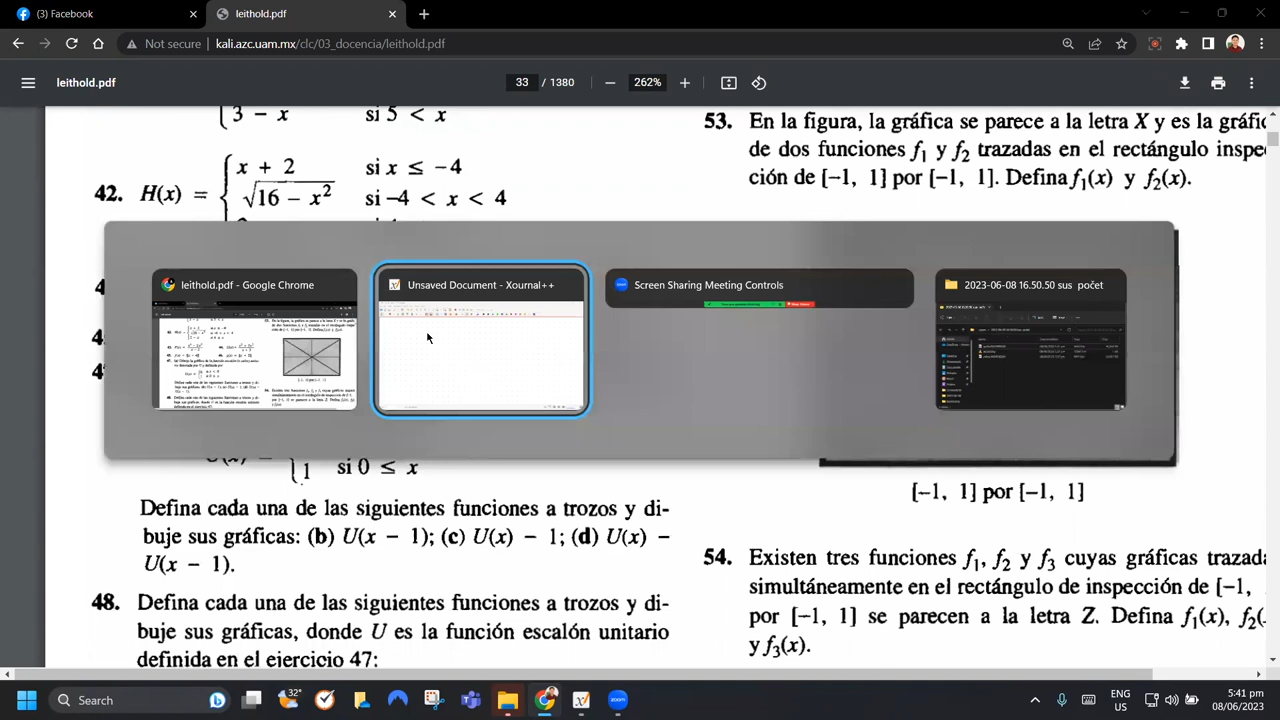 (3) Facebook
leithold.pdf
Not secure
kali.azc.uam.mx/clc/03_docencia/leithold.pdf
leithold.pdf
33 / 1380
262%
3 − x si 5 < x
42. H(x) = { x + 2 si x ≤ −4
√16 − x² si −4 < x < 4
53. En la figura, la gráfica se parece a la letra X y es la gráfic
de dos funciones f₁ y f₂ trazadas en el rectángulo inspec-
ción de [−1, 1] por [−1, 1]. Defina f₁(x) y f₂(x).
leithold.pdf - Google Chrome
Unsaved Document - Xournal++
Screen Sharing Meeting Controls
2023-06-08 16.00.30 sus pocet
1 si 0 ≤ x
Defina cada una de las siguientes funciones a trozos y di-
buje sus gráficas: (b) U(x − 1); (c) U(x) − 1; (d) U(x) −
U(x − 1).
48. Defina cada una de las siguientes funciones a trozos y di-
buje sus gráficas, donde U es la función escalón unitario
definida en el ejercicio 47:
[−1, 1] por [−1, 1]
54. Existen tres funciones f₁, f₂ y f₃ cuyas gráficas trazada
simultáneamente en el rectángulo de inspección de [−1,
por [−1, 1] se parecen a la letra Z. Defina f₁(x), f₂(
y f₃(x).
Search
32°
ENG
US
5:41 pm
08/06/2023